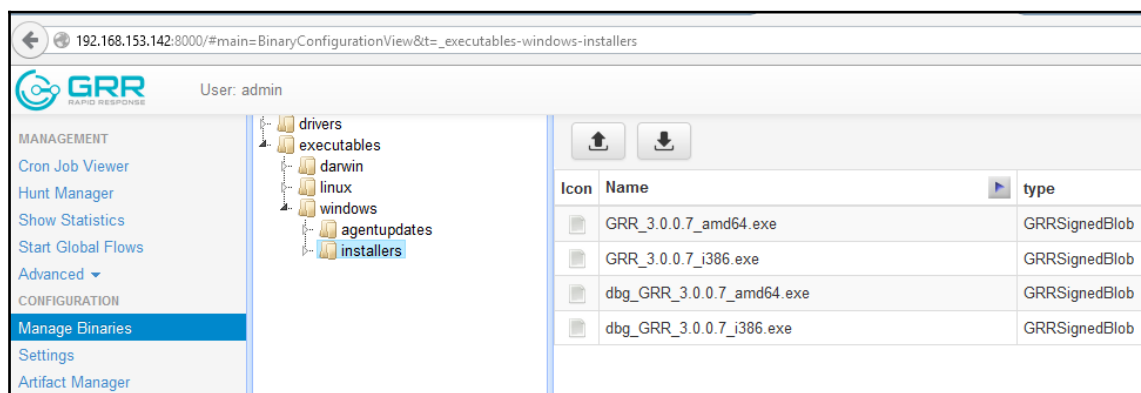 192.168.153.142:8000/#main=BinaryConfigurationView&t=_executables-windows-installers
GRR
RAPID RESPONSE
User: admin
MANAGEMENT
Cron Job Viewer
Hunt Manager
Show Statistics
Start Global Flows
Advanced
CONFIGURATION
Manage Binaries
Settings
Artifact Manager
drivers
executables
darwin
linux
windows
agentupdates
installers
Icon Name type
GRR_3.0.0.7_amd64.exe GRRSignedBlob
GRR_3.0.0.7_i386.exe GRRSignedBlob
dbg_GRR_3.0.0.7_amd64.exe GRRSignedBlob
dbg_GRR_3.0.0.7_i386.exe GRRSignedBlob